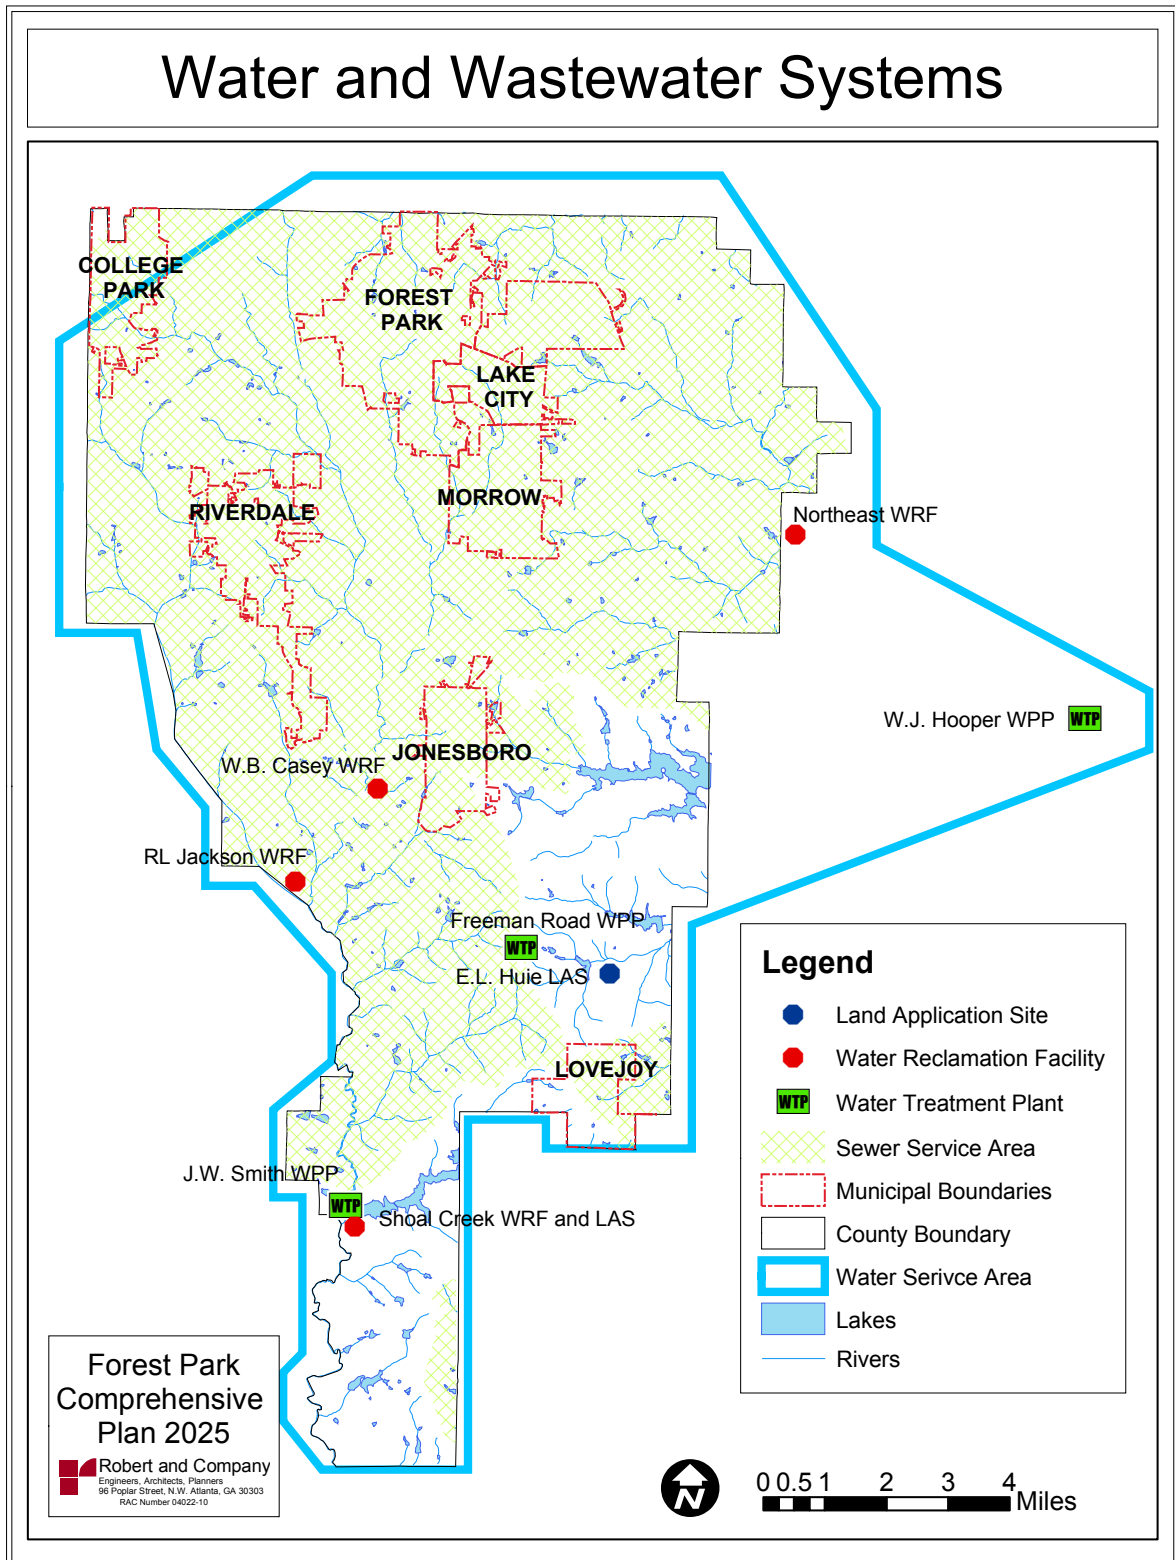 Water and Wastewater Systems
COLLEGE
PARK
FOREST
PARK
LAKE
CITY
MORROW
RIVERDALE
Northeast WRF
W.J. Hooper WPP
WTP
JONESBORO
W.B. Casey WRF
RL Jackson WRF
Freeman Road WPP
WTP
E.L. Huie LAS
LOVEJOY
J.W. Smith WPP
WTP
Shoal Creek WRF and LAS
Legend
Land Application Site
Water Reclamation Facility
WTP Water Treatment Plant
Sewer Service Area
Municipal Boundaries
County Boundary
Water Serivce Area
Lakes
Rivers
Forest Park
Comprehensive
Plan 2025
Robert and Company
Engineers, Architects, Planners
96 Poplar Street, N.W. Atlanta, GA 30303
RAC Number 04022-10
N
0 0.5 1 2 3 4
Miles